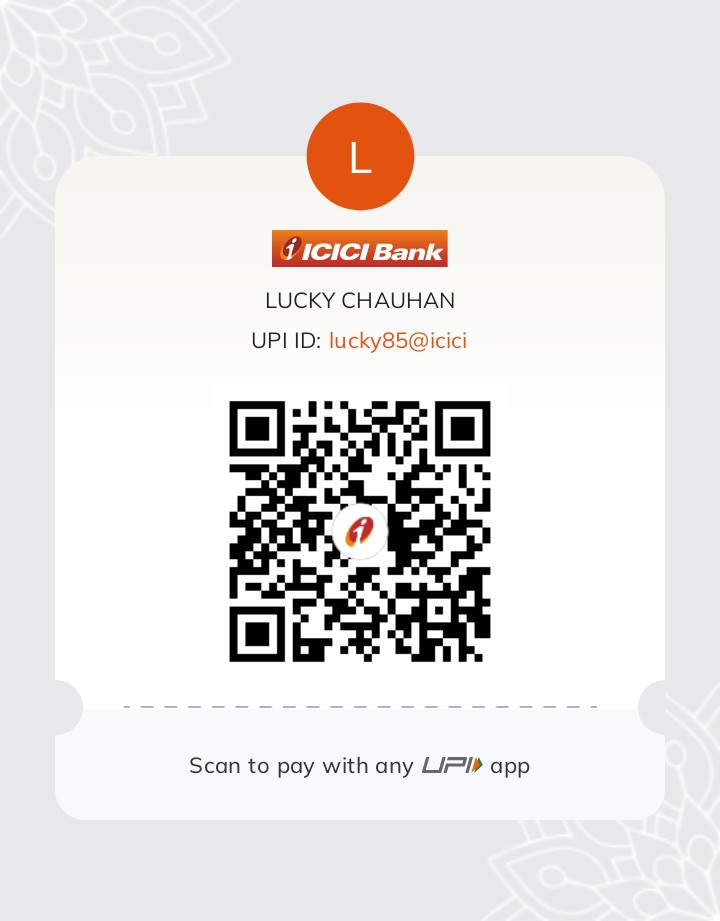 L
ICICI Bank
LUCKY CHAUHAN
UPI ID: lucky85@icici
Scan to pay with any UPI app